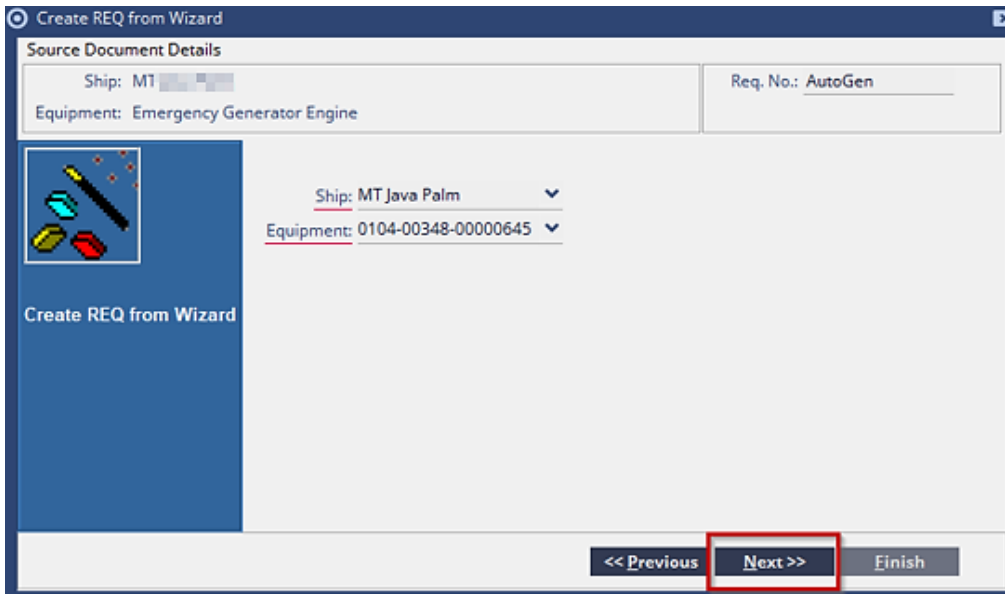 Create REQ from Wizard
Source Document Details
Ship: MT
Req. No.: AutoGen
Equipment: Emergency Generator Engine
Ship: MT Java Palm
Equipment: 0104-00348-00000645
Create REQ from Wizard
<< Previous Next >> Finish